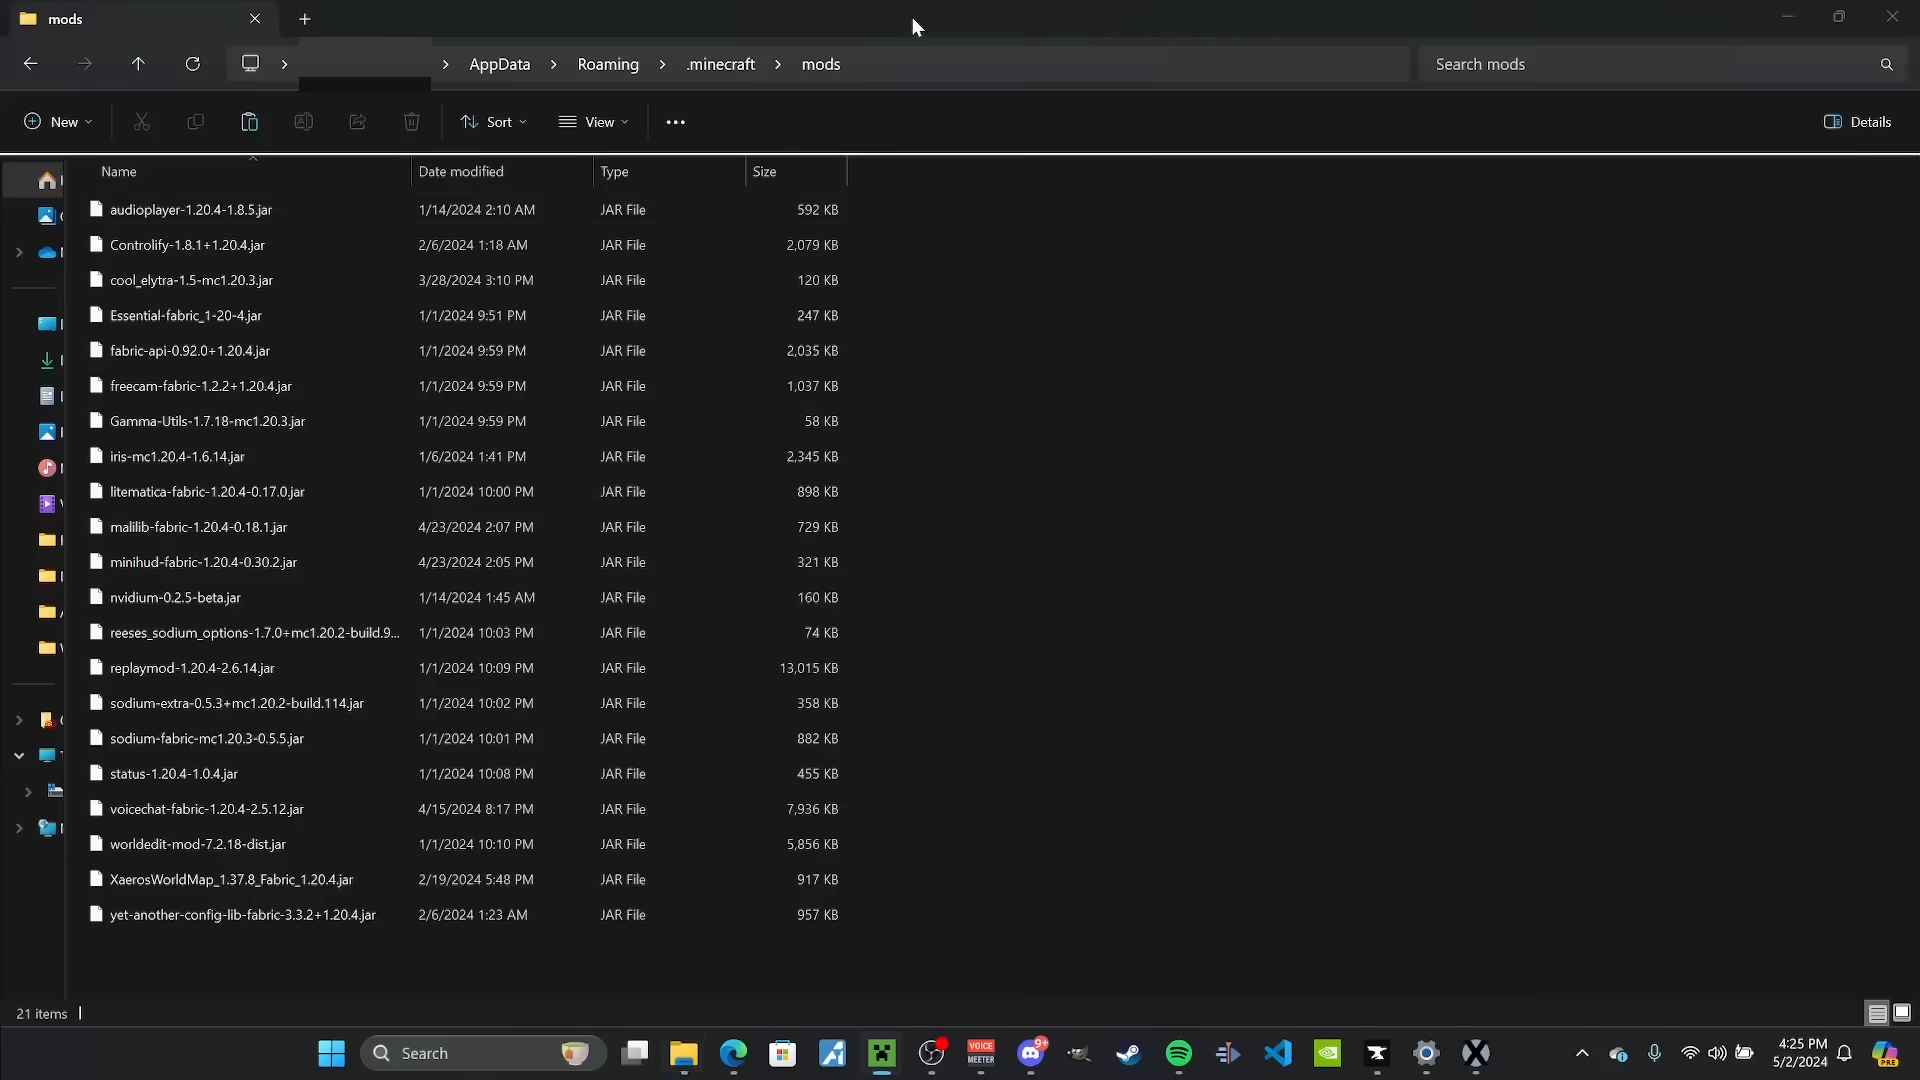 mods
AppData > Roaming > .minecraft > mods
Search mods
New
Sort
View
Details
Name Date modified Type Size
audioplayer-1.20.4-1.8.5.jar 1/14/2024 2:10 AM JAR File 592 KB
Controlify-1.8.1+1.20.4.jar 2/6/2024 1:18 AM JAR File 2,079 KB
cool_elytra-1.5-mc1.20.3.jar 3/28/2024 3:10 PM JAR File 120 KB
Essential-fabric_1-20-4.jar 1/1/2024 9:51 PM JAR File 247 KB
fabric-api-0.92.0+1.20.4.jar 1/1/2024 9:59 PM JAR File 2,035 KB
freecam-fabric-1.2.2+1.20.4.jar 1/1/2024 9:59 PM JAR File 1,037 KB
Gamma-Utils-1.7.18-mc1.20.3.jar 1/1/2024 9:59 PM JAR File 58 KB
iris-mc1.20.4-1.6.14.jar 1/6/2024 1:41 PM JAR File 2,345 KB
litematica-fabric-1.20.4-0.17.0.jar 1/1/2024 10:00 PM JAR File 898 KB
malilib-fabric-1.20.4-0.18.1.jar 4/23/2024 2:07 PM JAR File 729 KB
minihud-fabric-1.20.4-0.30.2.jar 4/23/2024 2:05 PM JAR File 321 KB
nvidium-0.2.5-beta.jar 1/14/2024 1:45 AM JAR File 160 KB
reeses_sodium_options-1.7.0+mc1.20.2-build.9... 1/1/2024 10:03 PM JAR File 74 KB
replaymod-1.20.4-2.6.14.jar 1/1/2024 10:09 PM JAR File 13,015 KB
sodium-extra-0.5.3+mc1.20.2-build.114.jar 1/1/2024 10:02 PM JAR File 358 KB
sodium-fabric-mc1.20.3-0.5.5.jar 1/1/2024 10:01 PM JAR File 882 KB
status-1.20.4-1.0.4.jar 1/1/2024 10:08 PM JAR File 455 KB
voicechat-fabric-1.20.4-2.5.12.jar 4/15/2024 8:17 PM JAR File 7,936 KB
worldedit-mod-7.2.18-dist.jar 1/1/2024 10:10 PM JAR File 5,856 KB
XaerosWorldMap_1.37.8_Fabric_1.20.4.jar 2/19/2024 5:48 PM JAR File 917 KB
yet-another-config-lib-fabric-3.3.2+1.20.4.jar 2/6/2024 1:23 AM JAR File 957 KB
21 items
Search
VOICE
MEETER
9+
4:25 PM
5/2/2024
PRE